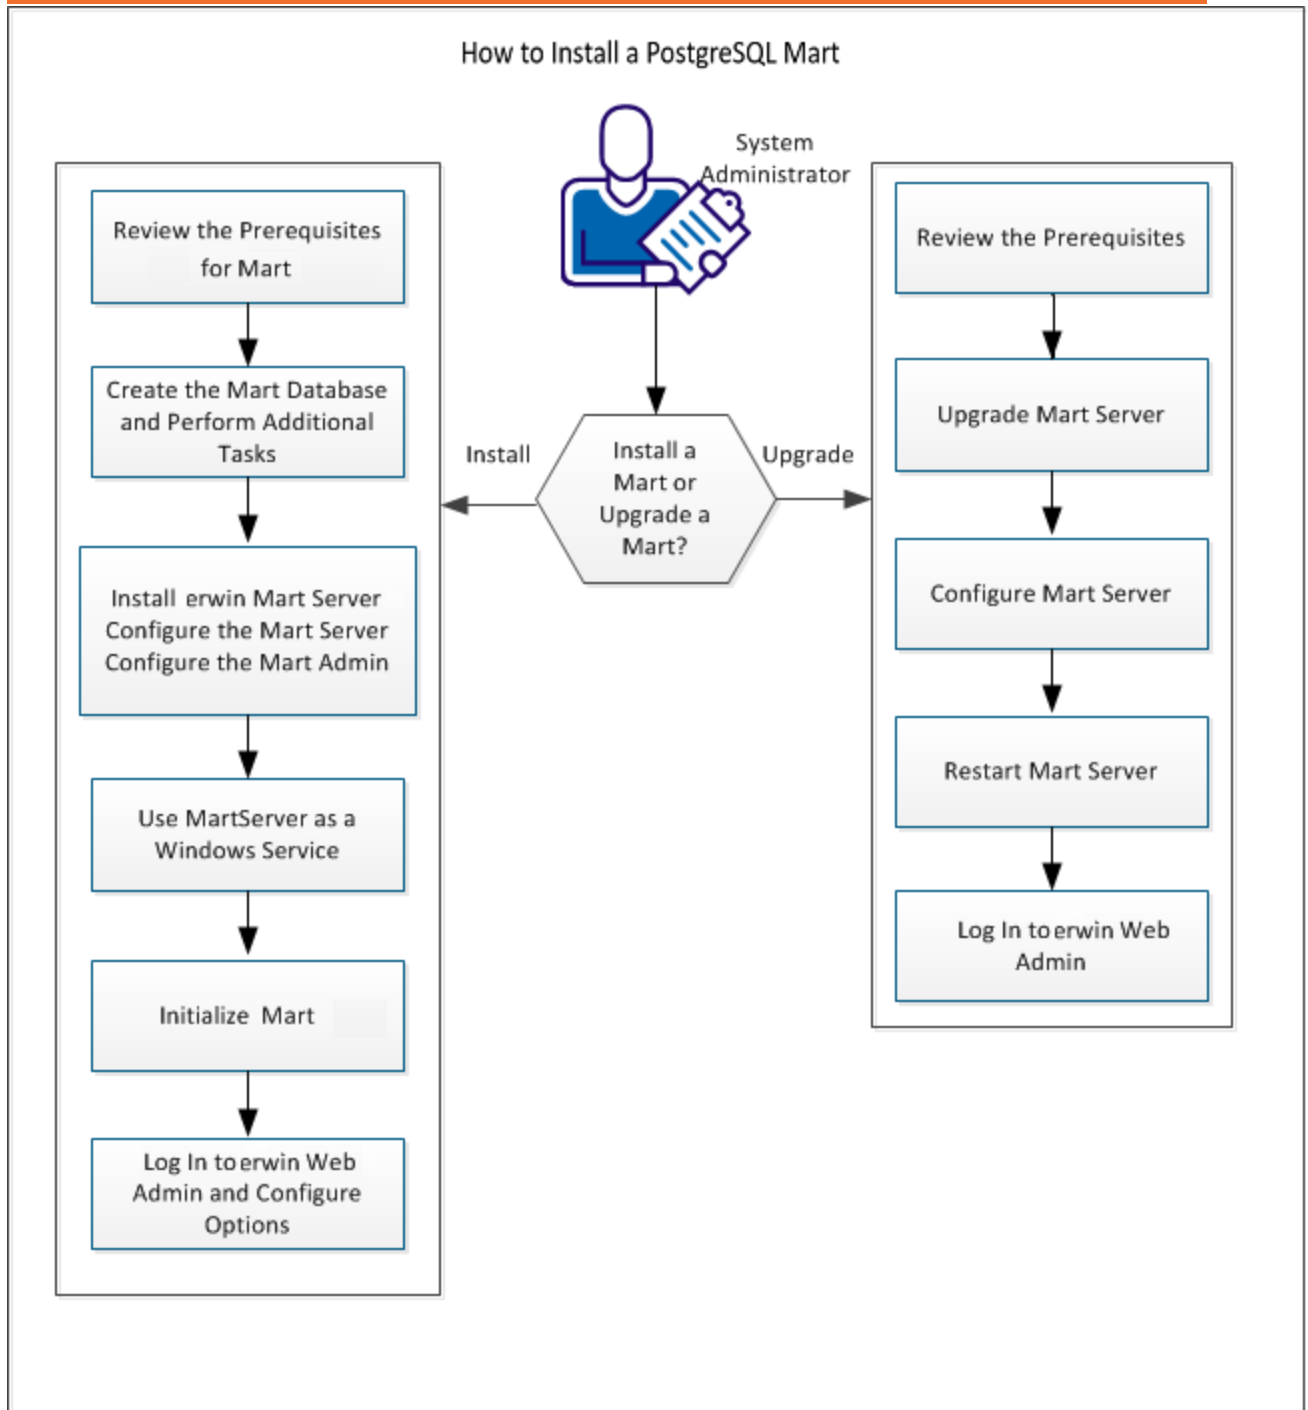 How to Install a PostgreSQL Mart
System
Administrator
Review the Prerequisites
for Mart
Create the Mart Database
and Perform Additional
Tasks
Install erwin Mart Server
Configure the Mart Server
Configure the Mart Admin
Use MartServer as a
Windows Service
Initialize Mart
Log In to erwin Web
Admin and Configure
Options
Install
Install a
Mart or
Upgrade a
Mart?
Upgrade
Review the Prerequisites
Upgrade Mart Server
Configure Mart Server
Restart Mart Server
Log In to erwin Web
Admin